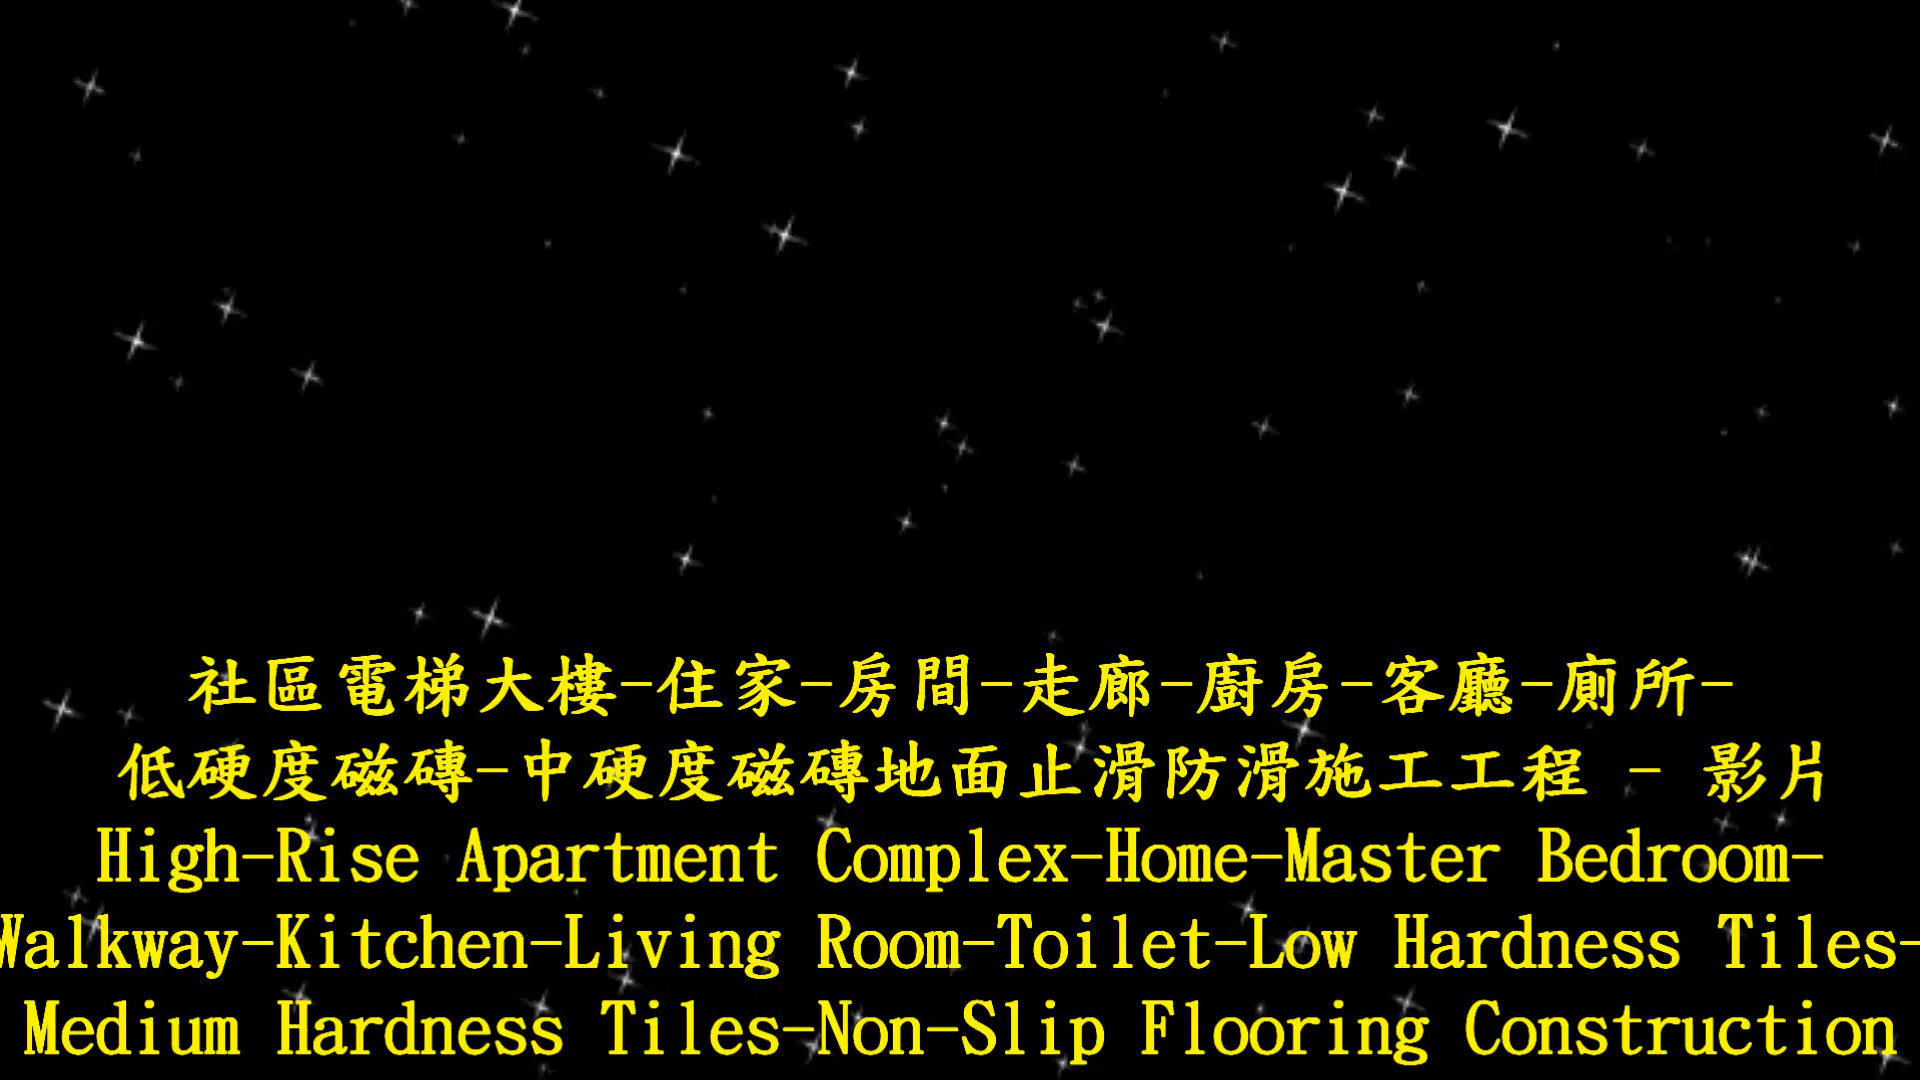 社區電梯大樓-住家-房間-走廊-廚房-客廳-廁所-
低硬度磁磚-中硬度磁磚地面止滑防滑施工工程 - 影片
High-Rise Apartment Complex-Home-Master Bedroom-
Walkway-Kitchen-Living Room-Toilet-Low Hardness Tiles-
Medium Hardness Tiles-Non-Slip Flooring Construction